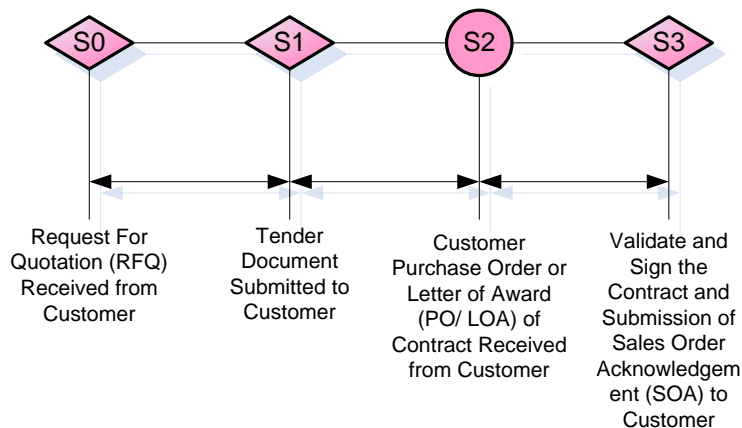 S0
S1
S2
S3
Request For
Quotation (RFQ)
Received from
Customer
Tender
Document
Submitted to
Customer
Customer
Purchase Order or
Letter of Award
(PO/ LOA) of
Contract Received
from Customer
Validate and
Sign the
Contract and
Submission of
Sales Order
Acknowledgem
ent (SOA) to
Customer